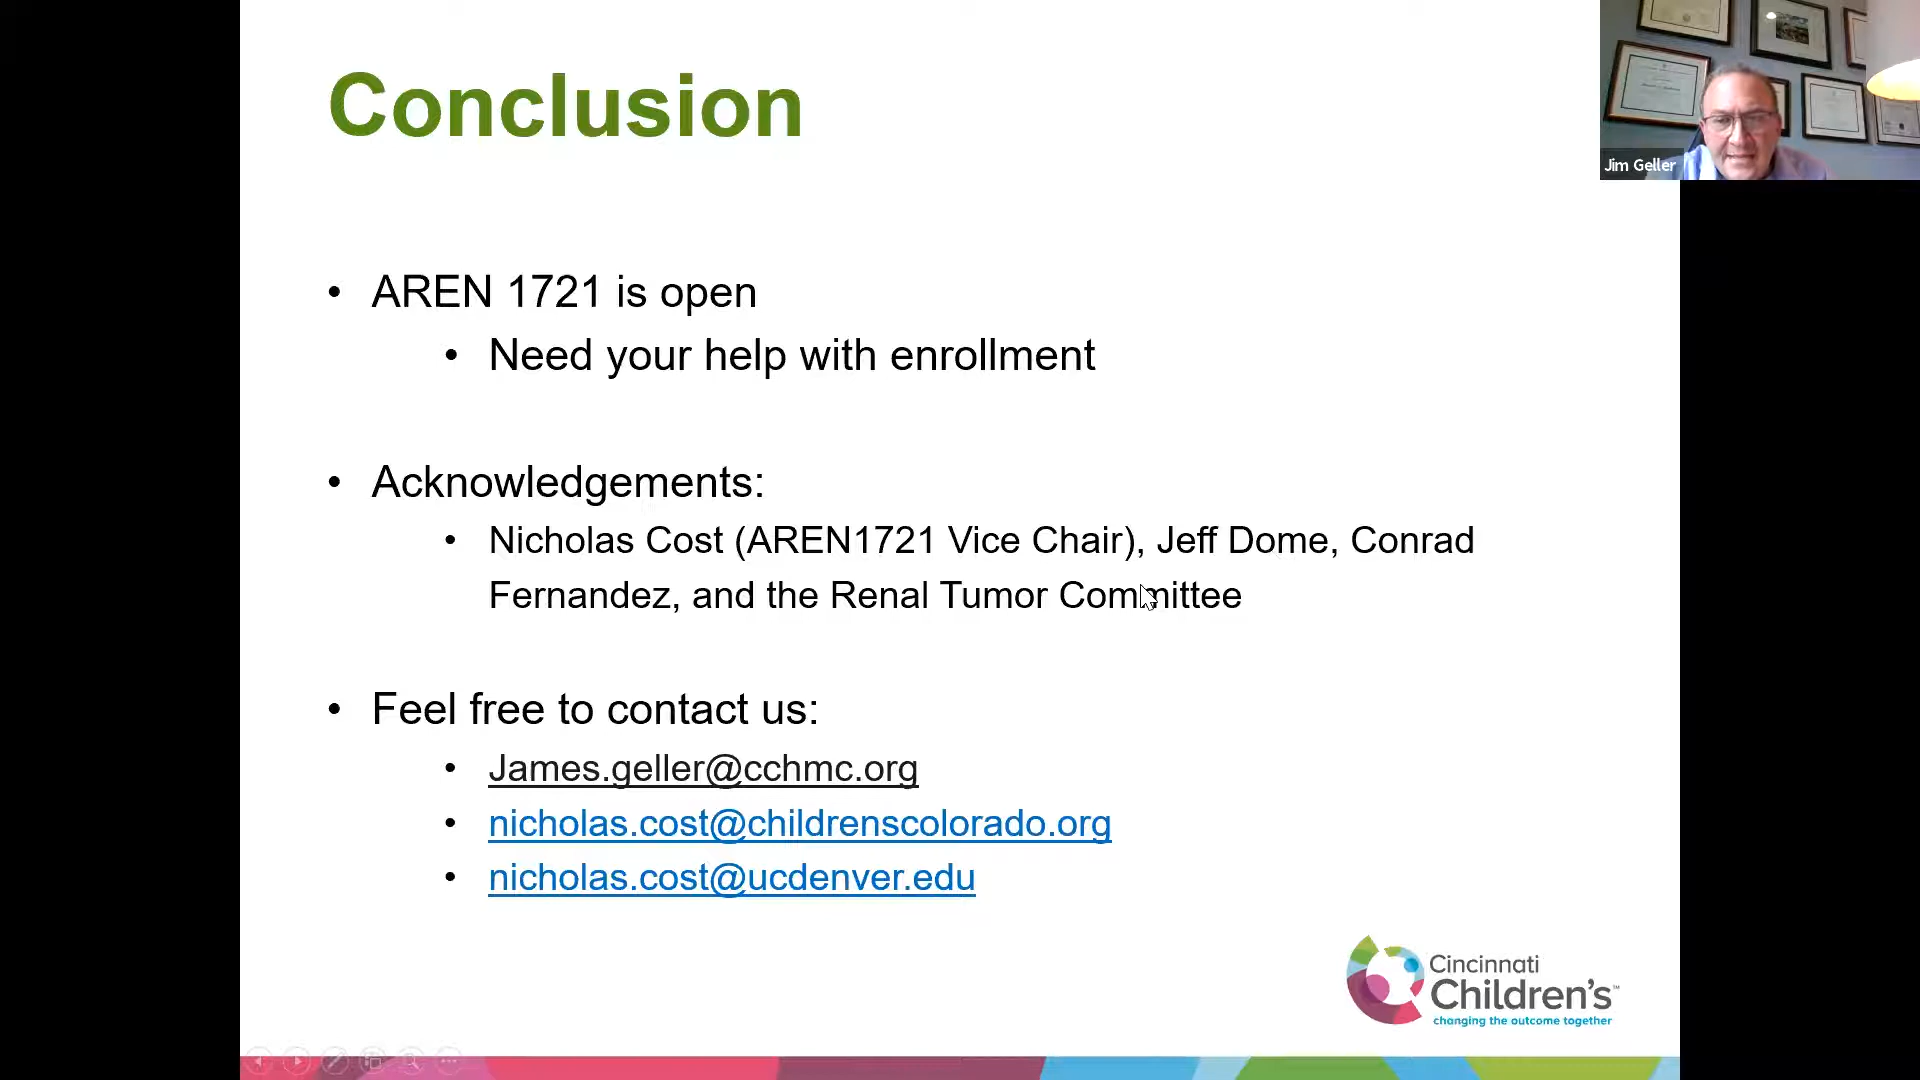 Conclusion
Jim Geller
• AREN 1721 is open
• Need your help with enrollment
• Acknowledgements:
• Nicholas Cost (AREN1721 Vice Chair), Jeff Dome, Conrad
Fernandez, and the Renal Tumor Committee
• Feel free to contact us:
• James.geller@cchmc.org
• nicholas.cost@childrenscolorado.org
• nicholas.cost@ucdenver.edu
Cincinnati
Children's™
changing the outcome together